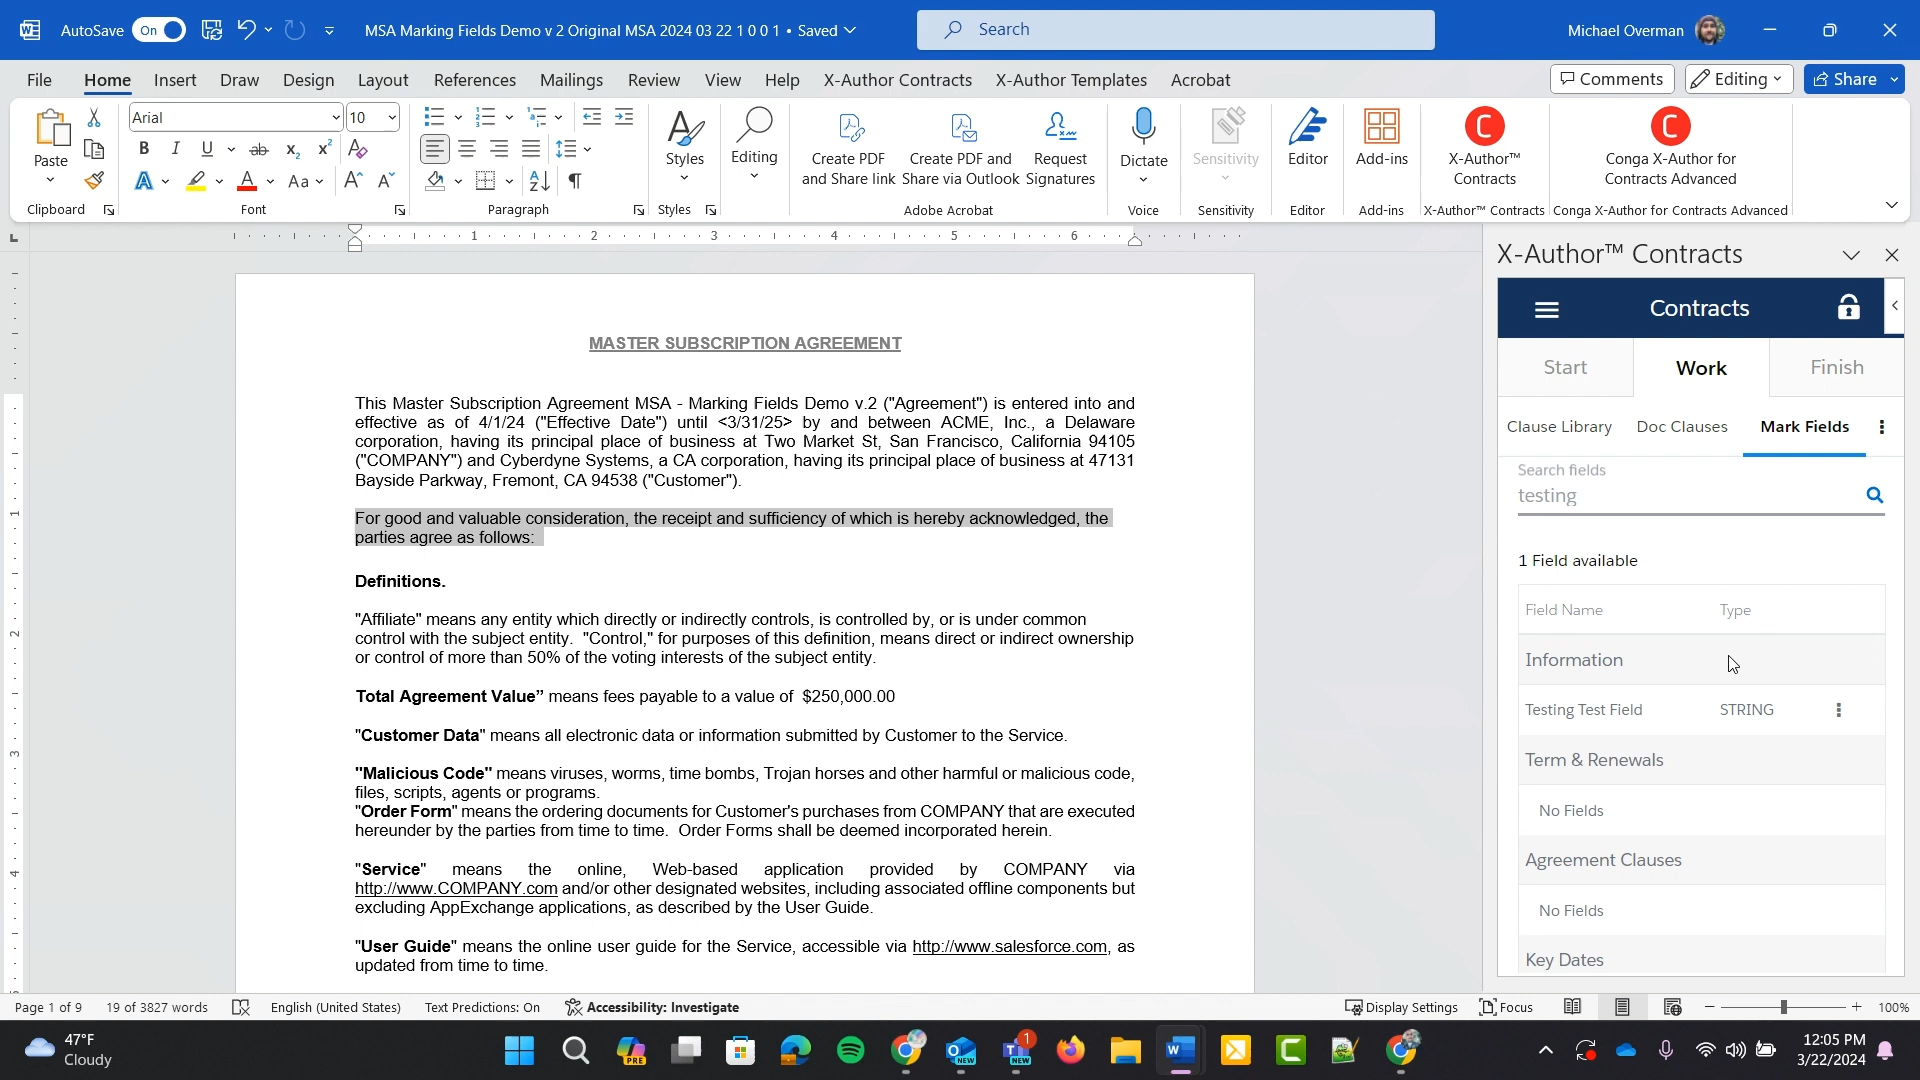 AutoSave On MSA Marking Fields Demo v 2 Original MSA 2024 03 22 1 0 0 1 • Saved Search Michael Overman
File Home Insert Draw Design Layout References Mailings Review View Help X-Author Contracts X-Author Templates Acrobat Comments Editing Share
Paste
Arial 10
Styles
Editing
Create PDF and Share link
Create PDF and Share via Outlook
Request Signatures
Dictate
Sensitivity
Editor
Add-ins
X-Author™ Contracts
Conga X-Author for Contracts Advanced
Clipboard Font Paragraph Styles Adobe Acrobat Voice Sensitivity Editor Add-ins X-Author™ Contracts Conga X-Author for Contracts Advanced
1 2 3 4 5 6
MASTER SUBSCRIPTION AGREEMENT
This Master Subscription Agreement MSA - Marking Fields Demo v.2 ("Agreement") is entered into and
effective as of 4/1/24 ("Effective Date") until <3/31/25> by and between ACME, Inc., a Delaware
corporation, having its principal place of business at Two Market St, San Francisco, California 94105
("COMPANY") and Cyberdyne Systems, a CA corporation, having its principal place of business at 47131
Bayside Parkway, Fremont, CA 94538 ("Customer").
For good and valuable consideration, the receipt and sufficiency of which is hereby acknowledged, the
parties agree as follows:
Definitions.
"Affiliate" means any entity which directly or indirectly controls, is controlled by, or is under common
control with the subject entity. "Control," for purposes of this definition, means direct or indirect ownership
or control of more than 50% of the voting interests of the subject entity.
Total Agreement Value” means fees payable to a value of $250,000.00
"Customer Data" means all electronic data or information submitted by Customer to the Service.
"Malicious Code" means viruses, worms, time bombs, Trojan horses and other harmful or malicious code,
files, scripts, agents or programs.
"Order Form" means the ordering documents for Customer's purchases from COMPANY that are executed
hereunder by the parties from time to time. Order Forms shall be deemed incorporated herein.
"Service" means the online, Web-based application provided by COMPANY via
http://www.COMPANY.com and/or other designated websites, including associated offline components but
excluding AppExchange applications, as described by the User Guide.
"User Guide" means the online user guide for the Service, accessible via http://www.salesforce.com, as
updated from time to time.
X-Author™ Contracts
Contracts
Start Work Finish
Clause Library Doc Clauses Mark Fields
Search fields
testing
1 Field available
Field Name Type
Information
Testing Test Field STRING
Term & Renewals
No Fields
Agreement Clauses
No Fields
Key Dates
Page 1 of 9 19 of 3827 words English (United States) Text Predictions: On Accessibility: Investigate Display Settings Focus 100%
47°F
Cloudy
12:05 PM
3/22/2024